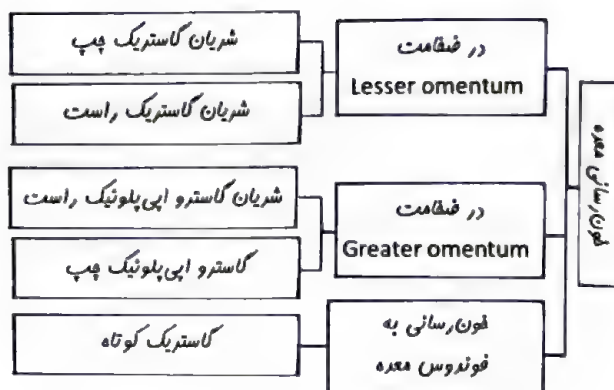 خون‌رسانی معده
در ضخامت
Lesser omentum
شریان گاستریک چپ
شریان گاستریک راست
در ضخامت
Greater omentum
شریان گاسترو اپی‌پلوئیک راست
گاسترو اپی‌پلوئیک چپ
خون‌رسانی به
فوندوس معده
گاستریک کوتاه